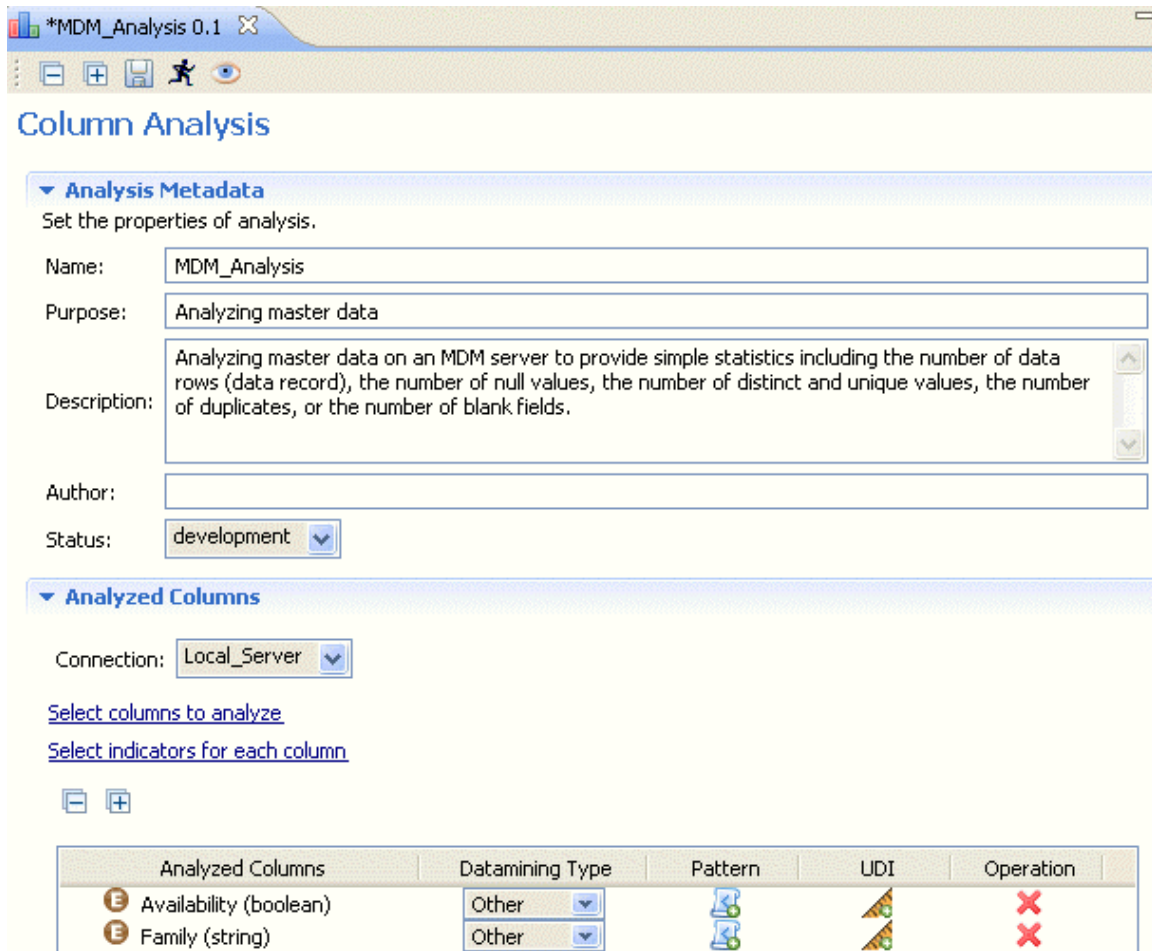 *MDM_Analysis 0.1
Column Analysis
Analysis Metadata
Set the properties of analysis.
Name: MDM_Analysis
Purpose: Analyzing master data
Description: Analyzing master data on an MDM server to provide simple statistics including the number of data
rows (data record), the number of null values, the number of distinct and unique values, the number
of duplicates, or the number of blank fields.
Author:
Status: development
Analyzed Columns
Connection: Local_Server
Select columns to analyze
Select indicators for each column
Analyzed Columns Datamining Type Pattern UDI Operation
E Availability (boolean) Other
E Family (string) Other